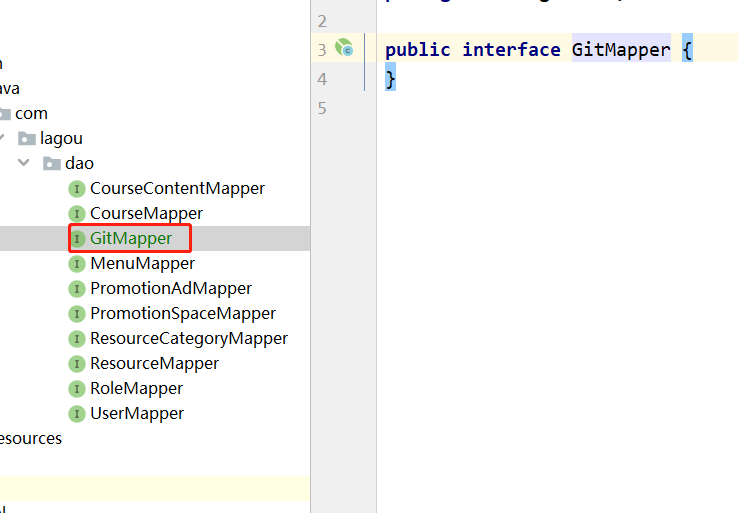 com
lagou
dao
CourseContentMapper
CourseMapper
GitMapper
MenuMapper
PromotionAdMapper
PromotionSpaceMapper
ResourceCategoryMapper
ResourceMapper
RoleMapper
UserMapper
esources
2
3 public interface GitMapper {
4 }
5